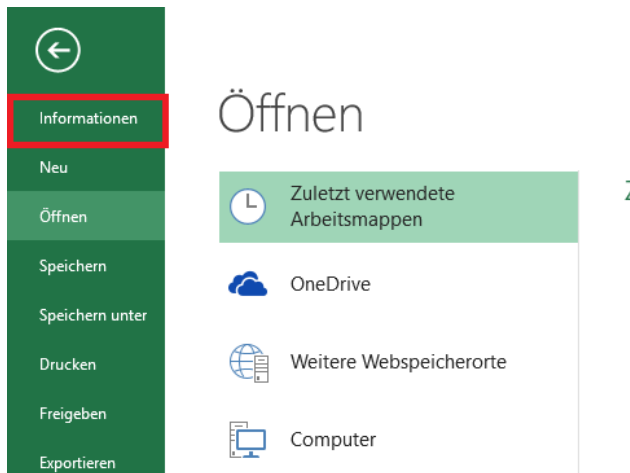 Informationen
Neu
Öffnen
Speichern
Speichern unter
Drucken
Freigeben
Exportieren
Öffnen
Zuletzt verwendete
Arbeitsmappen
OneDrive
Weitere Webspeicherorte
Computer